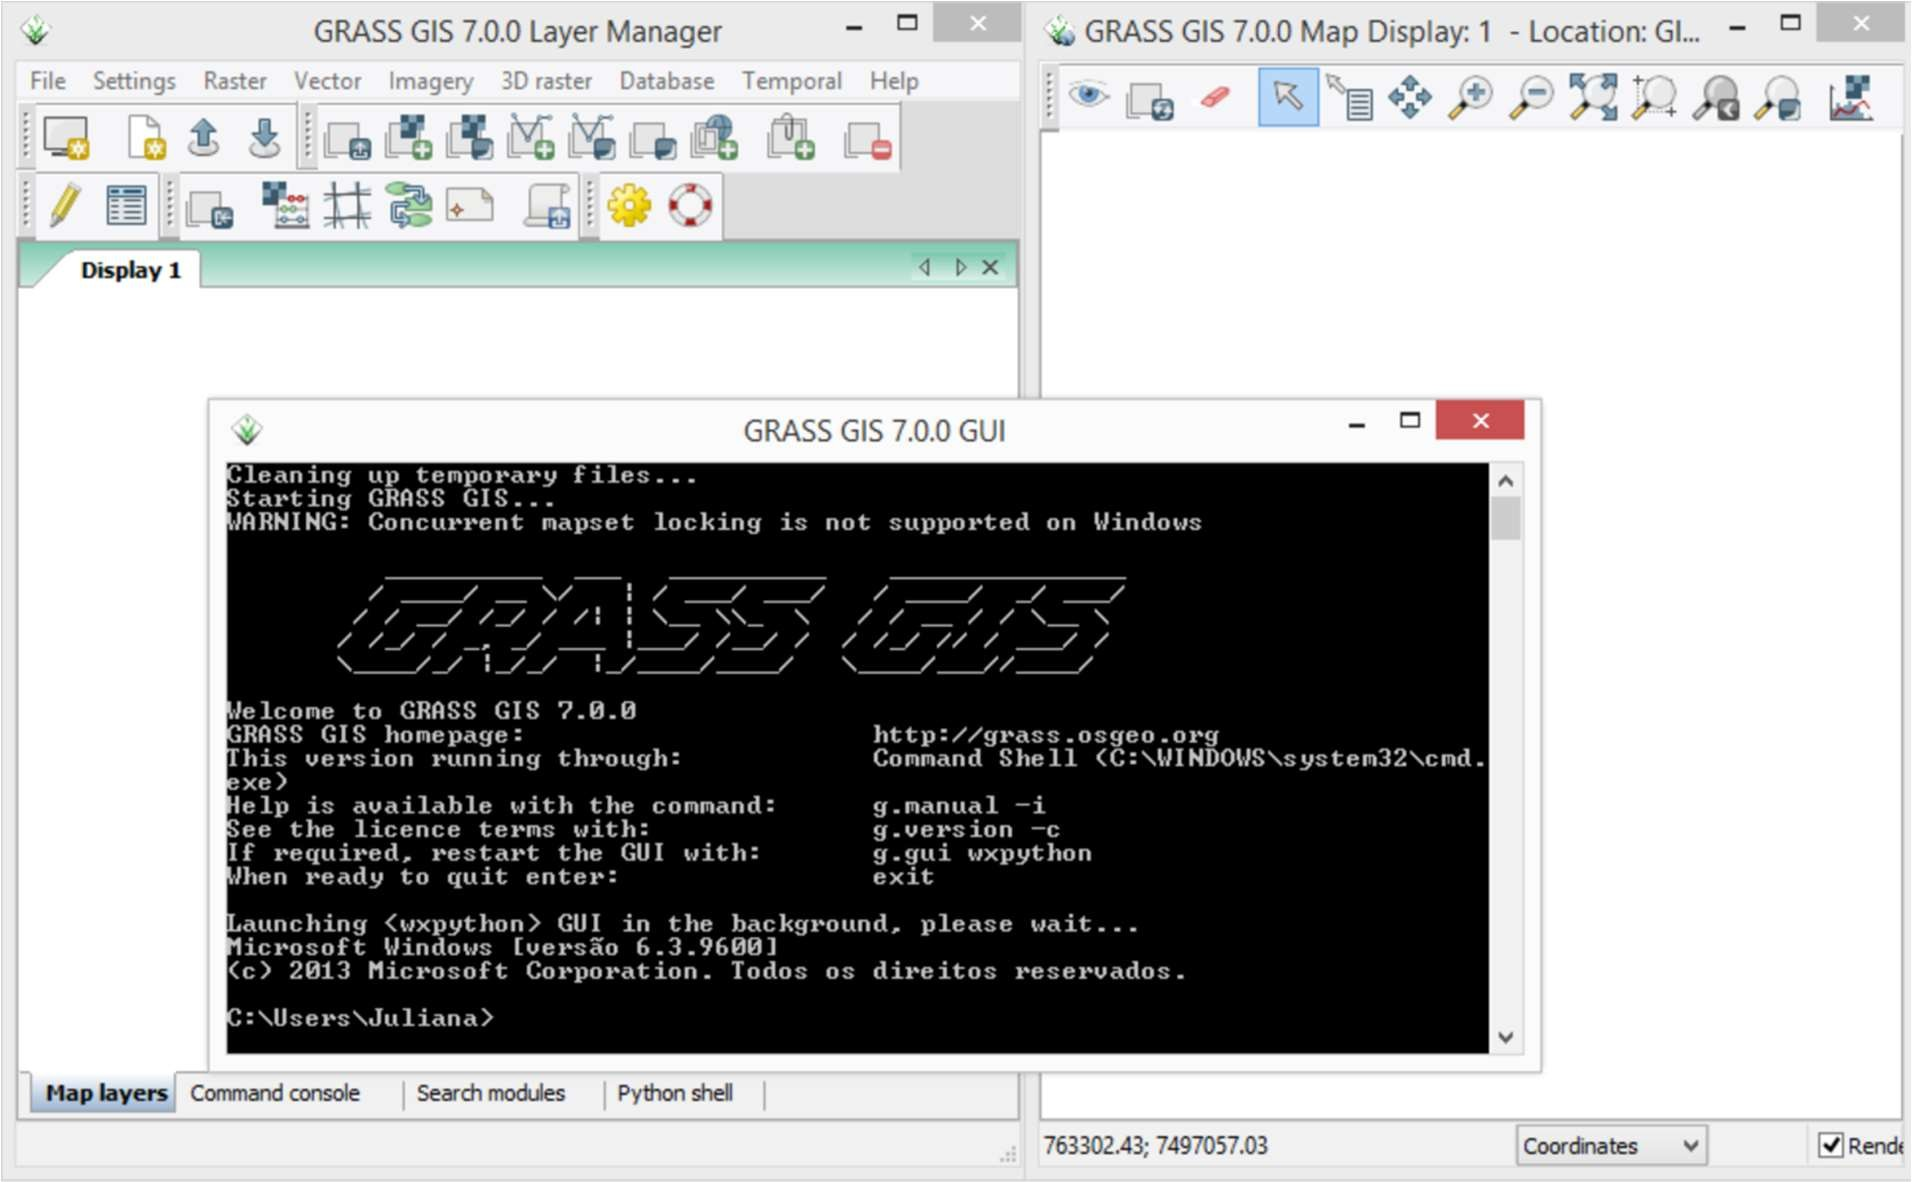 GRASS GIS 7.0.0 Layer Manager
File Settings Raster Vector Imagery 3D raster Database Temporal Help
Display 1
GRASS GIS 7.0.0 Map Display: 1 - Location: GI...
GRASS GIS 7.0.0 GUI
Cleaning up temporary files...
Starting GRASS GIS...
WARNING: Concurrent mapset locking is not supported on Windows
GRASS GIS
Welcome to GRASS GIS 7.0.0
GRASS GIS homepage: http://grass.osgeo.org
This version running through: Command Shell (C:\WINDOWS\system32\cmd.
exe)
Help is available with the command: g.manual -i
See the licence terms with: g.version -c
If required, restart the GUI with: g.gui wxpython
When ready to quit enter: exit
Launching <wxpython> GUI in the background, please wait...
Microsoft Windows [versão 6.3.9600]
(c) 2013 Microsoft Corporation. Todos os direitos reservados.
C:\Users\Juliana>
Map layers Command console Search modules Python shell
763302.43; 7497057.03 Coordinates Rende